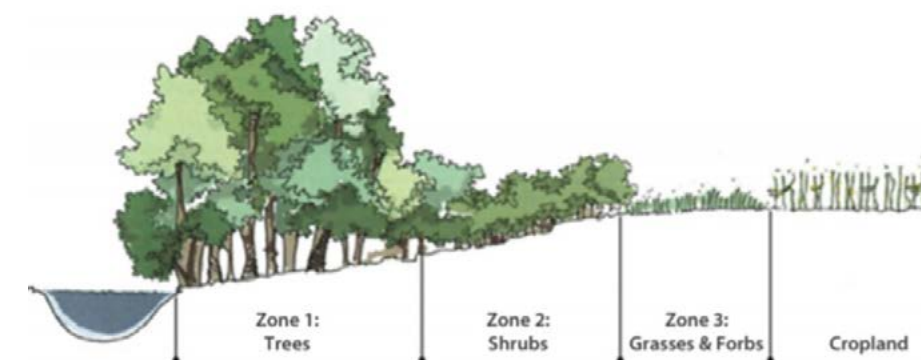 Zone 1:
Trees
Zone 2:
Shrubs
Zone 3:
Grasses & Forbs
Cropland